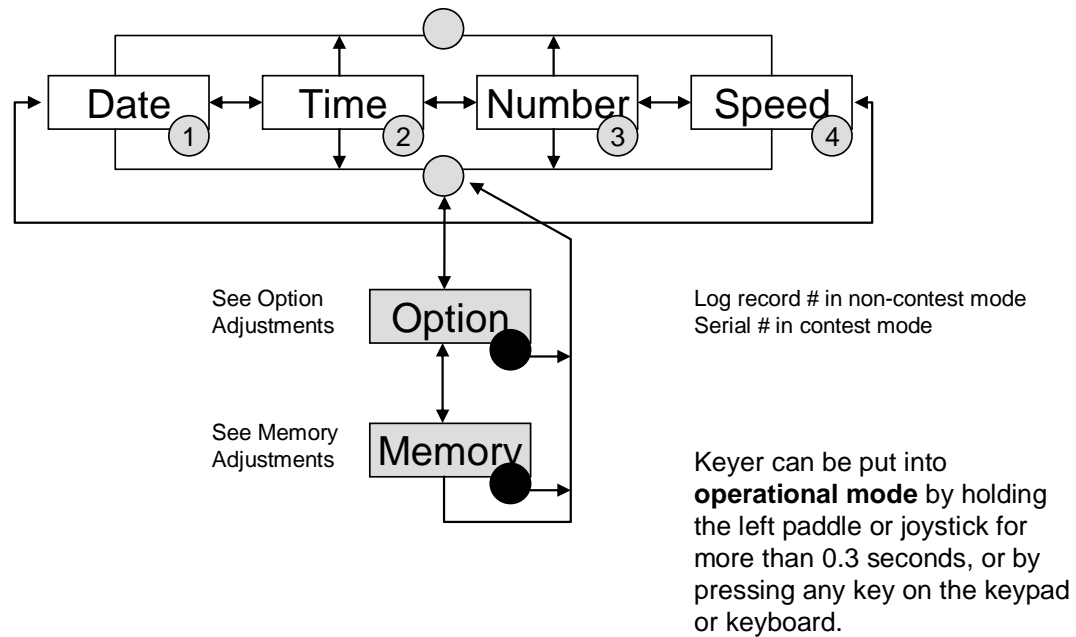 Date
1
Time
2
Number
3
Speed
4
See Option
Adjustments
Option
Log record # in non-contest mode
Serial # in contest mode
See Memory
Adjustments
Memory
Keyer can be put into
operational mode by holding
the left paddle or joystick for
more than 0.3 seconds, or by
pressing any key on the keypad
or keyboard.